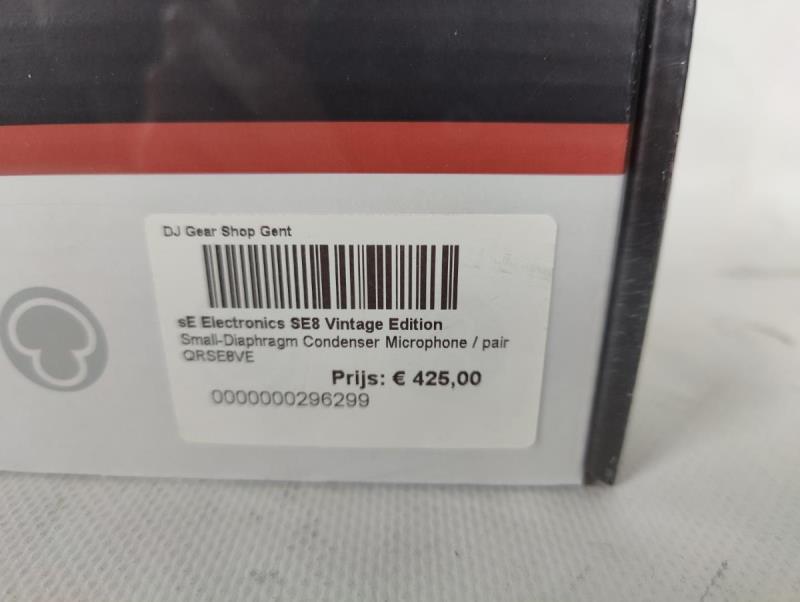 DJ Gear Shop Gent
sE Electronics SE8 Vintage Edition
Small-Diaphragm Condenser Microphone / pair
QRSE8VE
Prijs: € 425,00
0000000296299